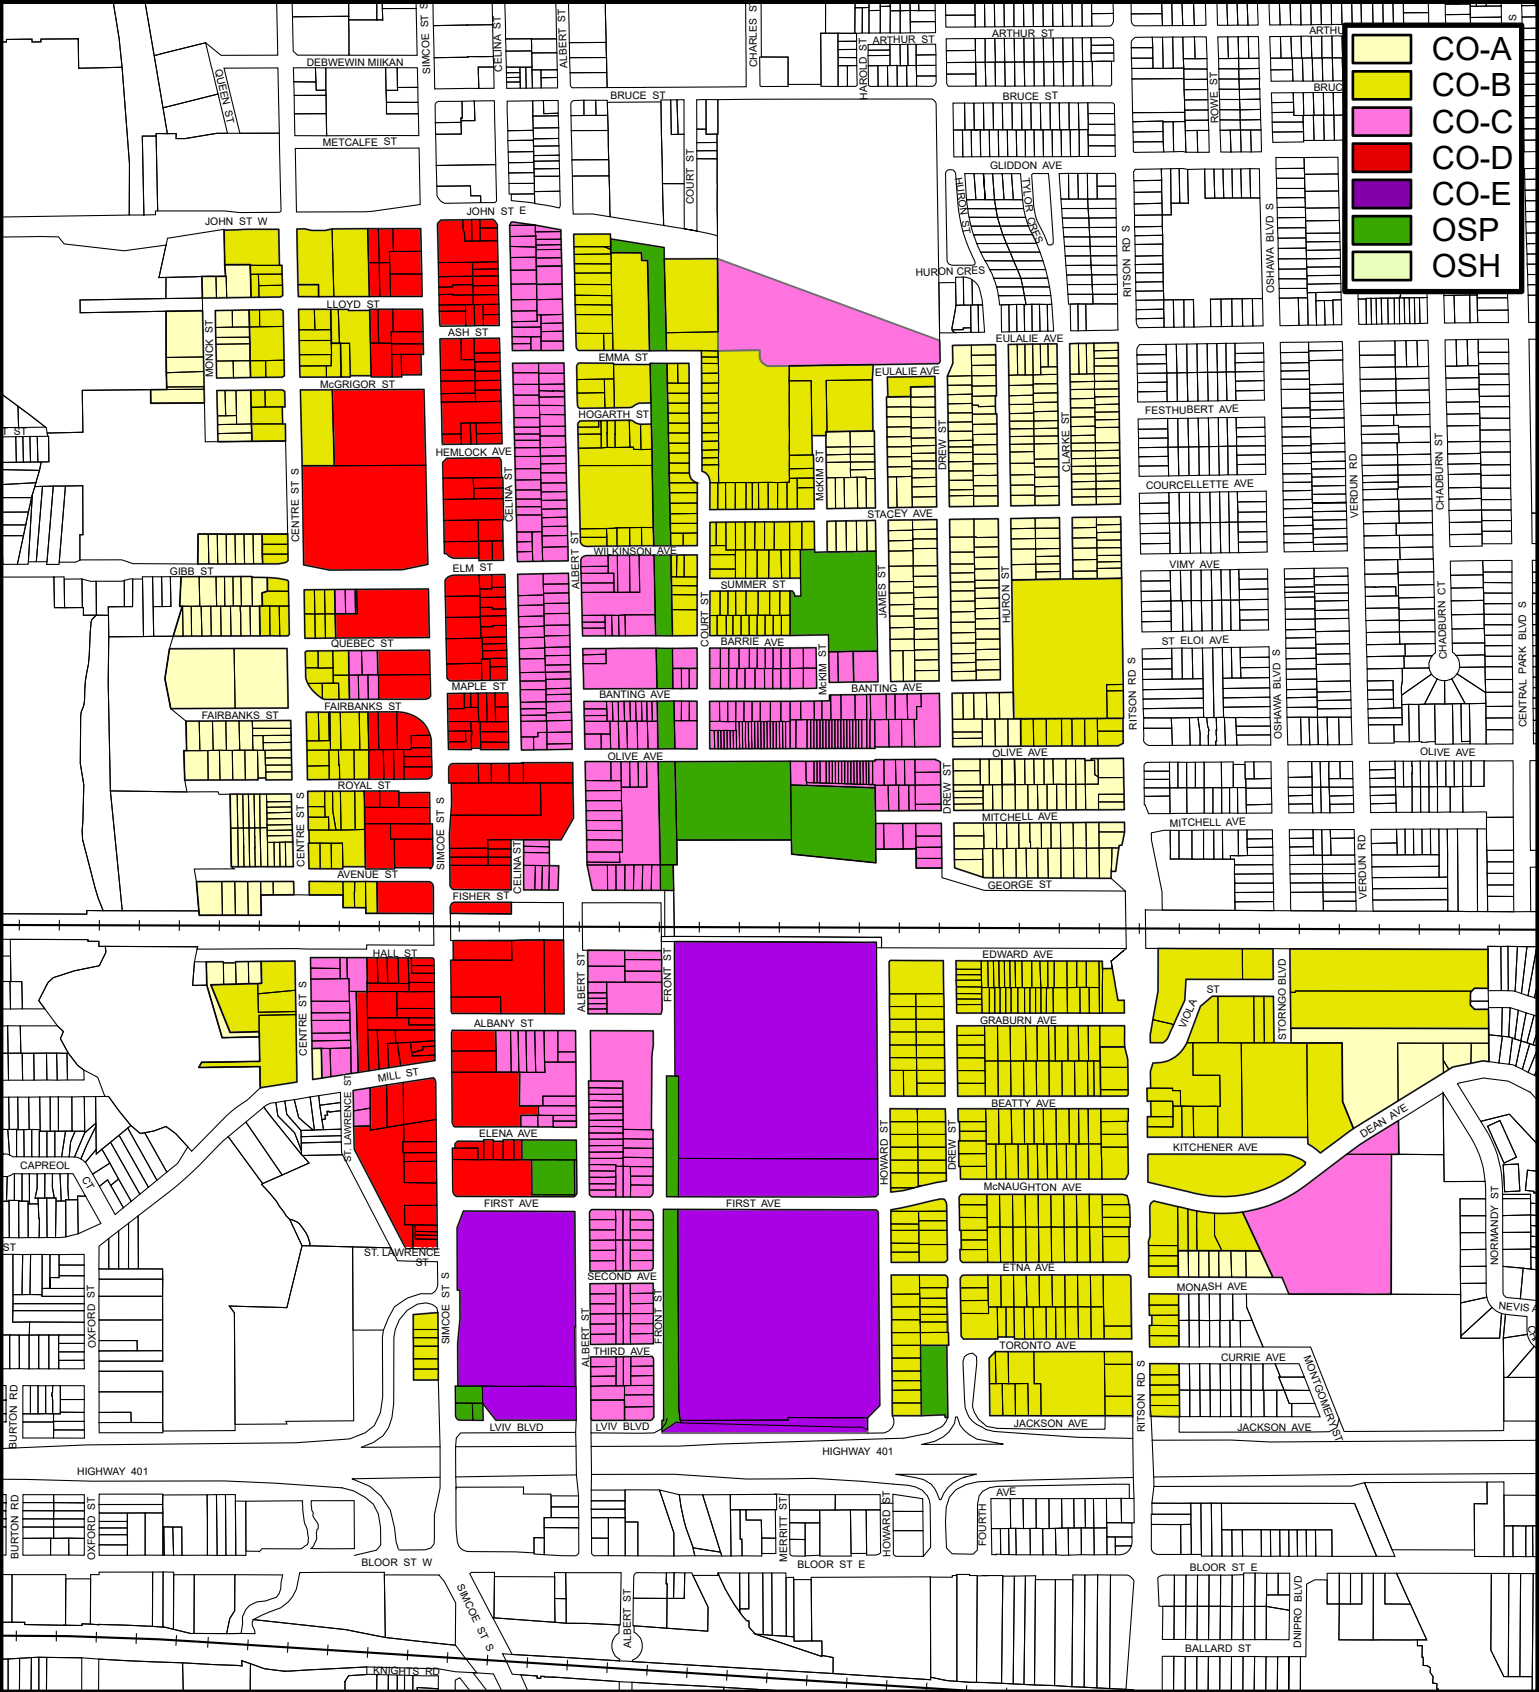 CO-A
CO-B
CO-C
CO-D
CO-E
OSP
OSH
SIMCOE ST S
CELINA ST
ALBERT ST
CHARLES ST
HAROLD ST
ARTHUR ST
ARTHUR ST
ARTHU
DEBWEWIN MIIKAN
QUEEN ST
BRUCE ST
BRUCE ST
BRUC
ROWE ST
METCALFE ST
COURT ST
GLIDDON AVE
HURON ST
TYLOR CRES
JOHN ST W
JOHN ST E
HURON CRES
RITSON RD S
OSHAWA BLVD S
LLOYD ST
ASH ST
MONCK ST
EMMA ST
EULALIE AVE
EULALIE AVE
McGRIGOR ST
HOGARTH ST
FESTHUBERT AVE
T ST
HEMLOCK AVE
CENTRE ST S
CELINA ST
McKIM ST
DREW ST
CLARKE ST
VERDUN RD
CHADBURN ST
COURCELLETTE AVE
STACEY AVE
ALBERT ST
WILKINSON AVE
GIBB ST
ELM ST
VIMY AVE
SUMMER ST
JAMES ST
HURON ST
COURT ST
QUEBEC ST
BARRIE AVE
McKIM ST
ST ELOI AVE
CHADBURN CT
CENTRAL PARK BLVD S
MAPLE ST
BANTING AVE
BANTING AVE
RITSON RD S
OSHAWA BLVD S
FAIRBANKS ST
FAIRBANKS ST
OLIVE AVE
OLIVE AVE
OLIVE AVE
ROYAL ST
DREW ST
CENTRE ST S
SIMCOE ST S
CELINA ST
MITCHELL AVE
MITCHELL AVE
VERDUN RD
AVENUE ST
FISHER ST
GEORGE ST
HALL ST
ALBERT ST
FRONT ST
EDWARD AVE
CENTRE ST S
VIOLA
ST
STORNGO BLVD
ALBANY ST
GRABURN AVE
MILL ST
ST. LAWRENCE ST
BEATTY AVE
DEAN AVE
ELENA AVE
HOWARD ST
DREW ST
KITCHENER AVE
CAPREOL
CT
FIRST AVE
FIRST AVE
McNAUGHTON AVE
NORMANDY ST
ST
ST. LAWRENCE
ST
SECOND AVE
ETNA AVE
MONASH AVE
OXFORD ST
SIMCOE ST S
ALBERT ST
FRONT ST
NEVIS A
THIRD AVE
TORONTO AVE
CURRIE AVE
MONTGOMERY ST
BURTON RD
RITSON RD S
LVIV BLVD
LVIV BLVD
JACKSON AVE
JACKSON AVE
HIGHWAY 401
HIGHWAY 401
BURTON RD
OXFORD ST
MERRITT ST
HOWARD ST
FOURTH
AVE
BLOOR ST W
BLOOR ST E
BLOOR ST E
SIMCOE ST S
ALBERT ST
DNIPRO BLVD
BALLARD ST
KNIGHTS RD